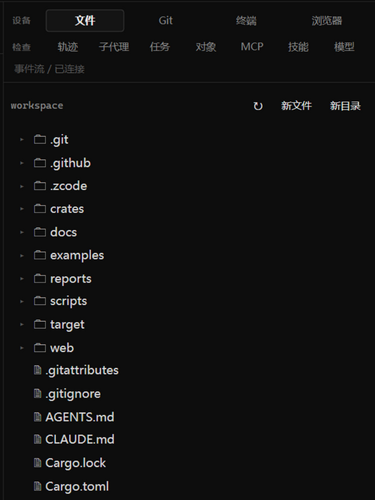 设备 文件 Git 终端 浏览器
检查 轨迹 子代理 任务 对象 MCP 技能 模型
事件流 / 已连接
workspace ↻ 新文件 新目录
.git
.github
.zcode
crates
docs
examples
reports
scripts
target
web
.gitattributes
.gitignore
AGENTS.md
CLAUDE.md
Cargo.lock
Cargo.toml